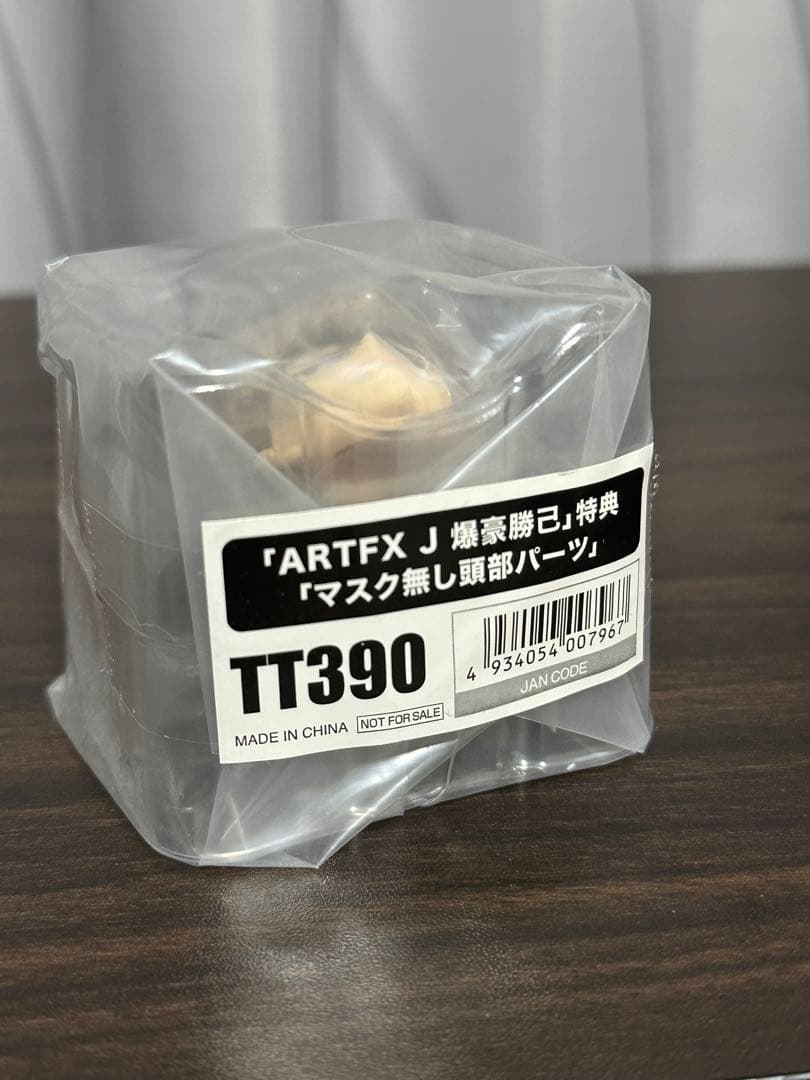 「ARTFX J 爆豪勝己」特典
「マスク無し頭部パーツ」
TT390
4 934054 007967
JAN CODE
MADE IN CHINA NOT FOR SALE